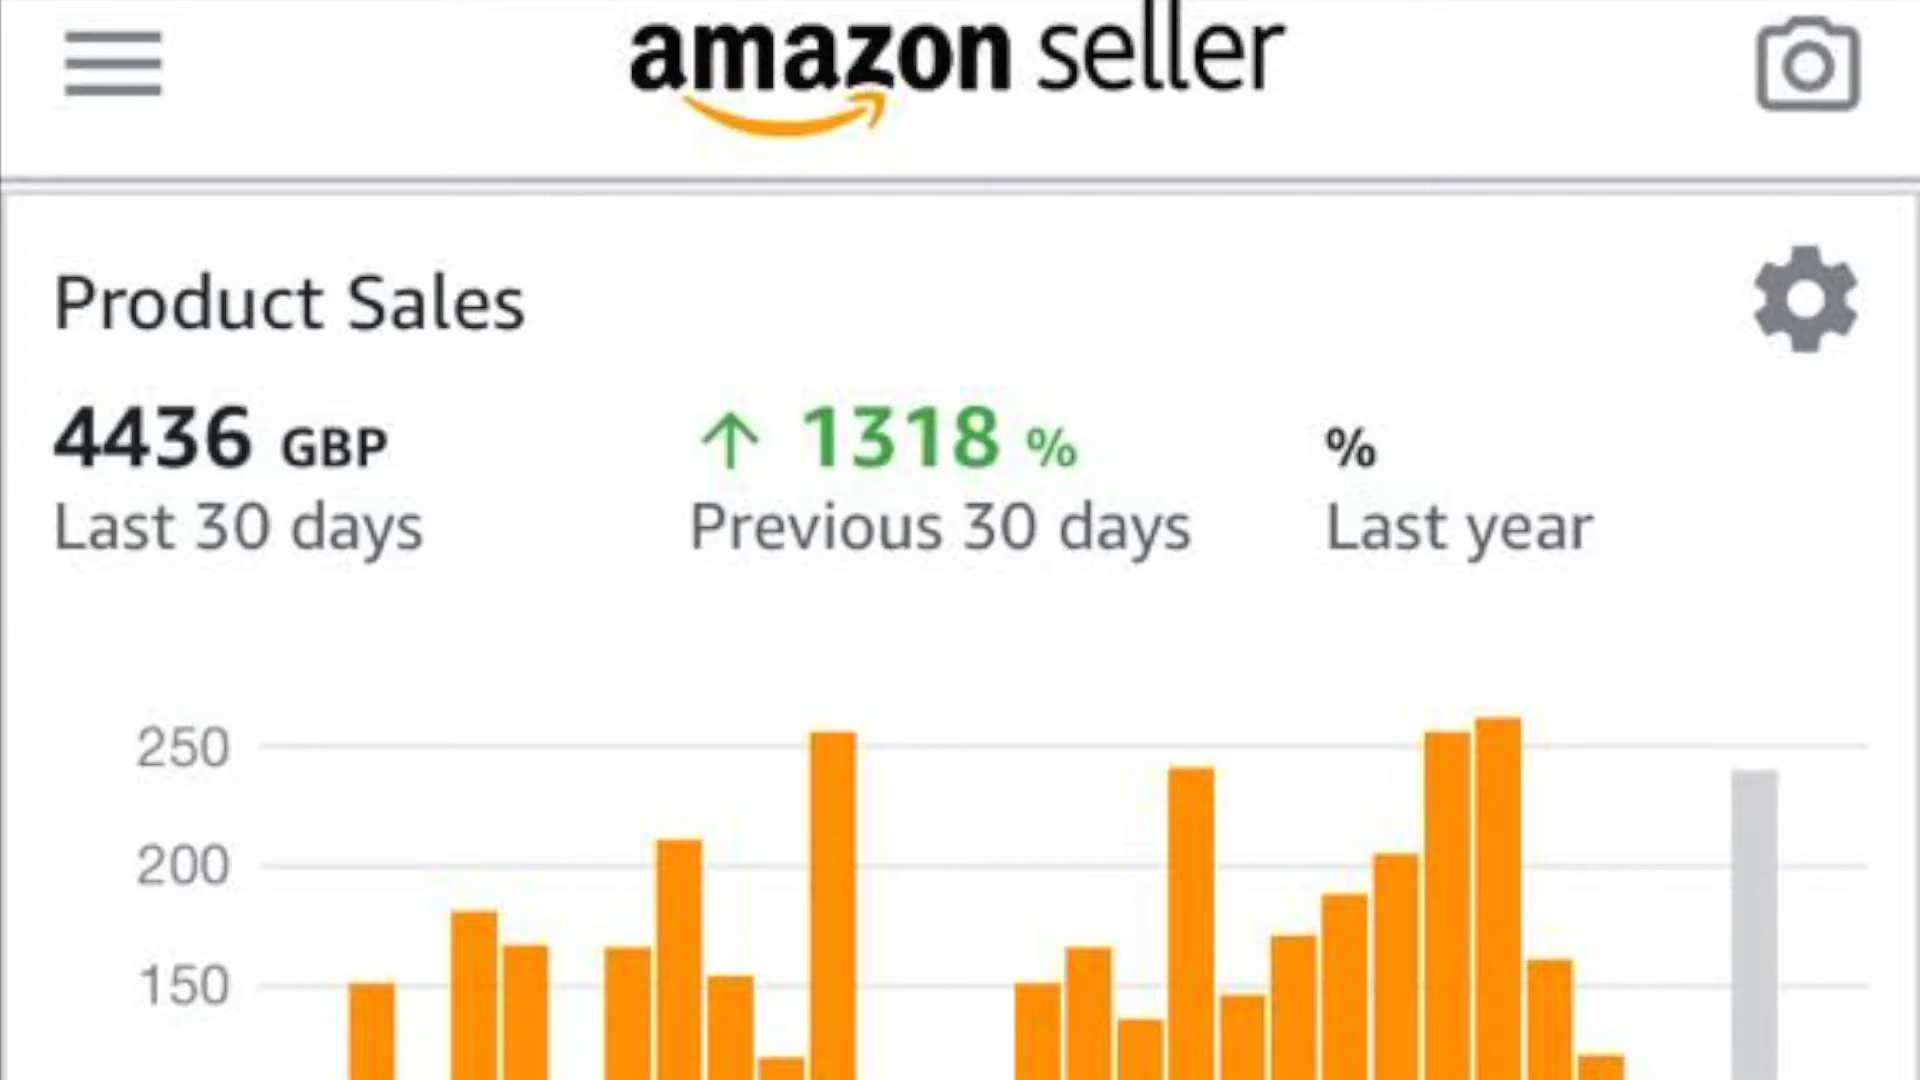 amazon seller
Product Sales
4436 GBP
↑ 1318 %
%
Last 30 days
Previous 30 days
Last year
250
200
150